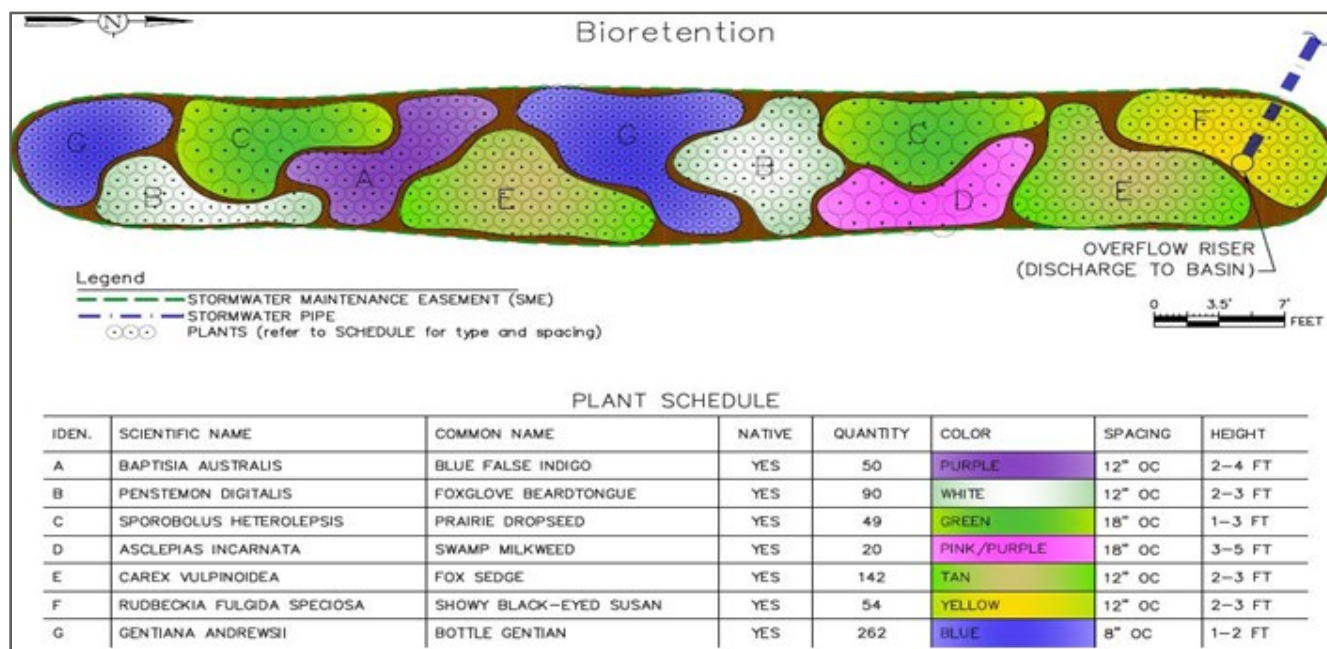 N
Bioretention
G
C
B
A
E
G
B
C
D
E
F
OVERFLOW RISER
(DISCHARGE TO BASIN)
Legend
STORMWATER MAINTENANCE EASEMENT (SME)
STORMWATER PIPE
PLANTS (refer to SCHEDULE for type and spacing)
0 3.5' 7'
FEET
PLANT SCHEDULE
IDEN. SCIENTIFIC NAME COMMON NAME NATIVE QUANTITY COLOR SPACING HEIGHT
A BAPTISIA AUSTRALIS BLUE FALSE INDIGO YES 50 PURPLE 12" OC 2-4 FT
B PENSTEMON DIGITALIS FOXGLOVE BEARDTONGUE YES 90 WHITE 12" OC 2-3 FT
C SPOROBOLUS HETEROLEPSIS PRAIRIE DROPSEED YES 49 GREEN 18" OC 1-3 FT
D ASCLEPIAS INCARNATA SWAMP MILKWEED YES 20 PINK/PURPLE 18" OC 3-5 FT
E CAREX VULPINOIDEA FOX SEDGE YES 142 TAN 12" OC 2-3 FT
F RUDBECKIA FULGIDA SPECIOSA SHOWY BLACK-EYED SUSAN YES 54 YELLOW 12" OC 2-3 FT
G GENTIANA ANDREWSII BOTTLE GENTIAN YES 262 BLUE 8" OC 1-2 FT